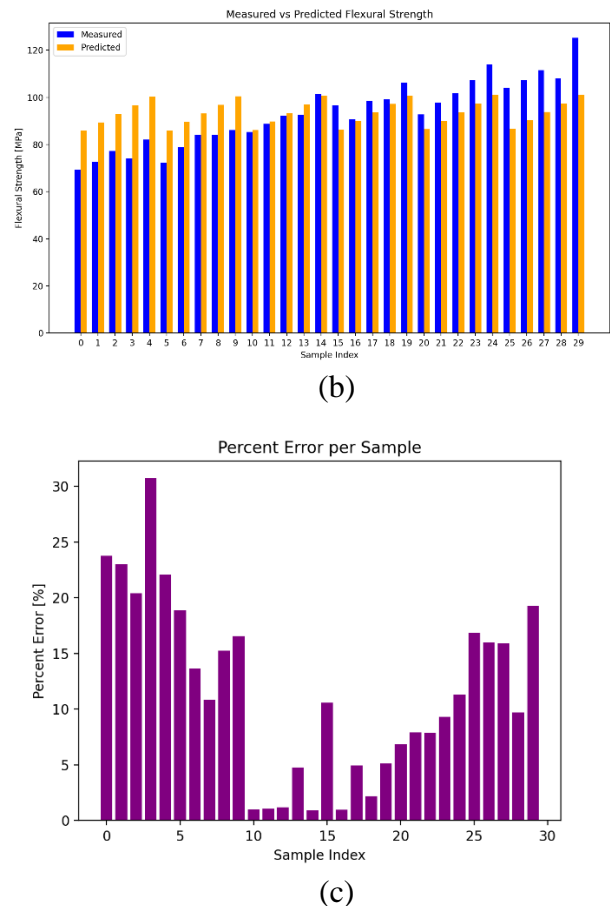 Measured vs Predicted Flexural Strength
Measured
Predicted
Flexural Strength [MPa]
120
100
80
60
40
20
0
0 1 2 3 4 5 6 7 8 9 10 11 12 13 14 15 16 17 18 19 20 21 22 23 24 25 26 27 28 29
Sample Index
(b)
Percent Error per Sample
Percent Error [%]
30
25
20
15
10
5
0
0 5 10 15 20 25 30
Sample Index
(c)